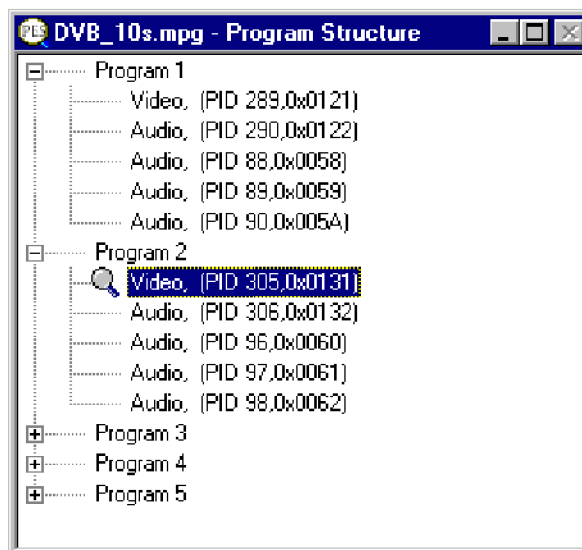 PES DVB_10s.mpg - Program Structure
Program 1
Video, (PID 289,0x0121)
Audio, (PID 290,0x0122)
Audio, (PID 88,0x0058)
Audio, (PID 89,0x0059)
Audio, (PID 90,0x005A)
Program 2
Video, (PID 305,0x0131)
Audio, (PID 306,0x0132)
Audio, (PID 96,0x0060)
Audio, (PID 97,0x0061)
Audio, (PID 98,0x0062)
Program 3
Program 4
Program 5